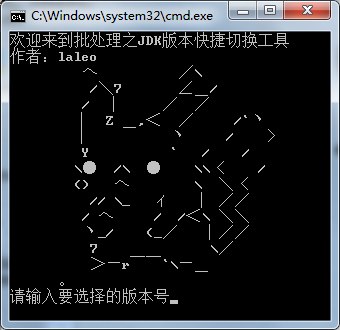 C:\Windows\system32\cmd.exe
欢迎来到批处理之JDK版本快捷切换工具
作者：laleo
请输入要选择的版本号